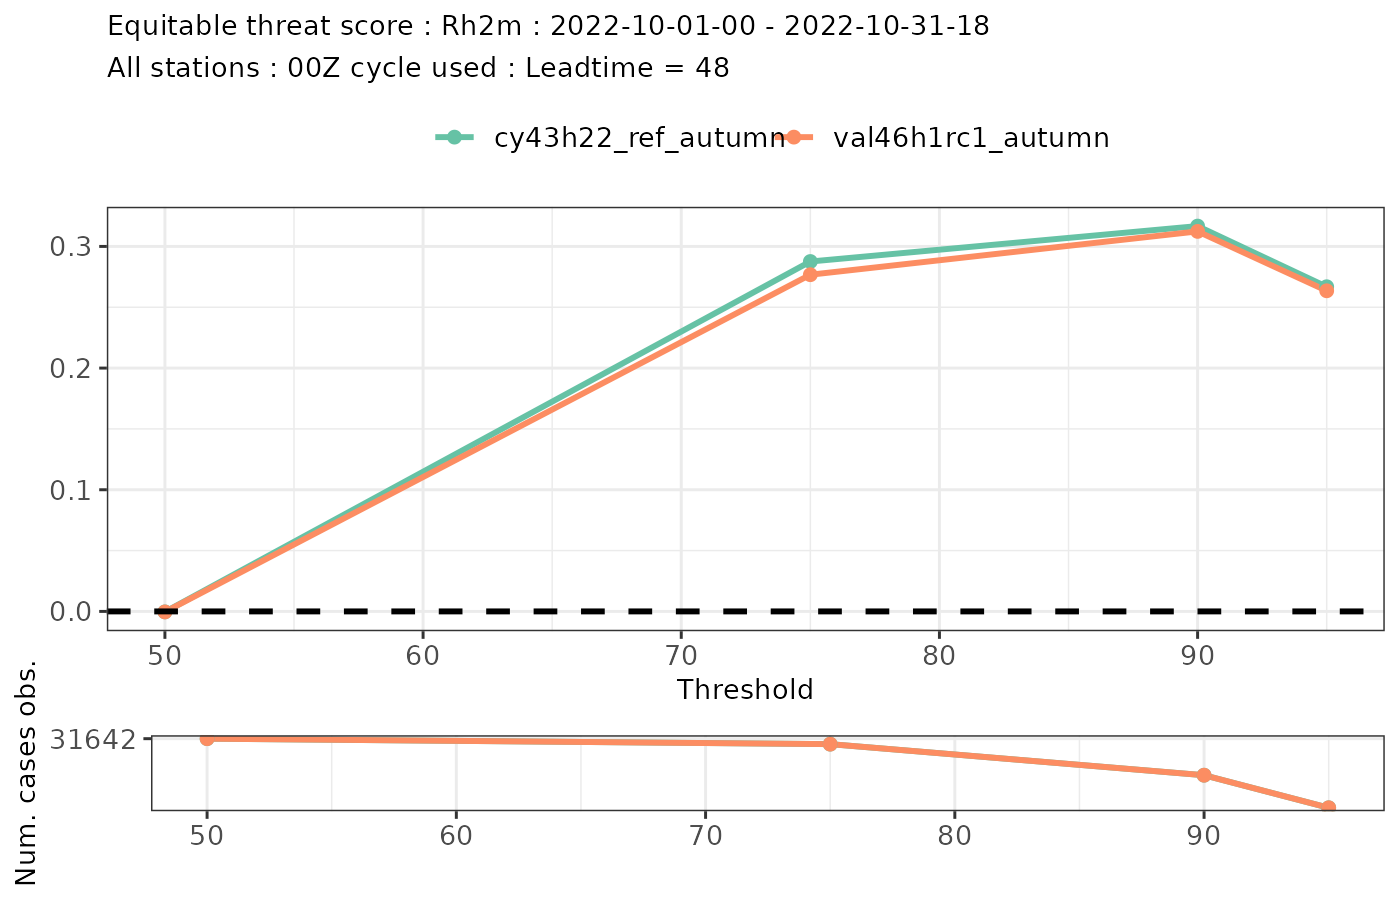 Equitable threat score : Rh2m : 2022-10-01-00 - 2022-10-31-18
All stations : 00Z cycle used : Leadtime = 48
cy43h22_ref_autumn val46h1rc1_autumn
0.3
0.2
0.1
0.0
50 60 70 80 90
Threshold
Num. cases obs.
31642
50 60 70 80 90